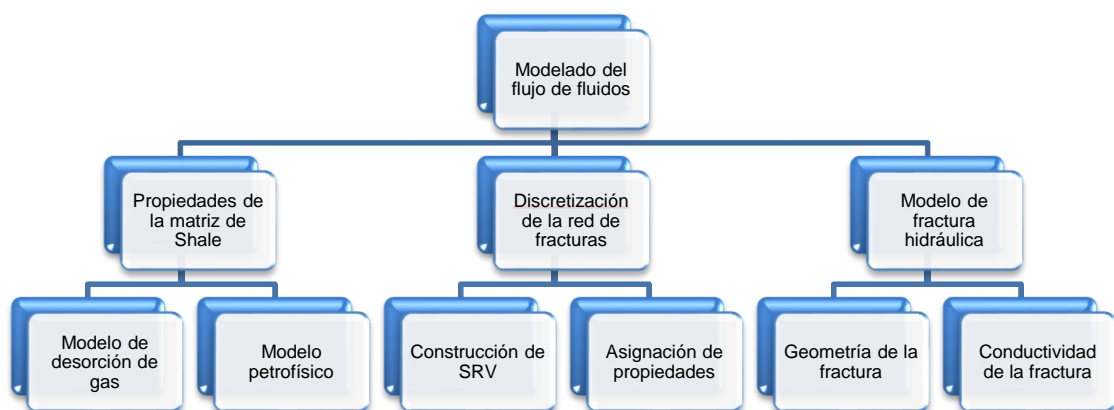 Modelado del
flujo de fluidos
Propiedades de
la matriz de
Shale
Discretización
de la red de
fracturas
Modelo de
fractura
hidráulica
Modelo de
desorción de
gas
Modelo
petrofísico
Construcción de
SRV
Asignación de
propiedades
Geometría de la
fractura
Conductividad
de la fractura